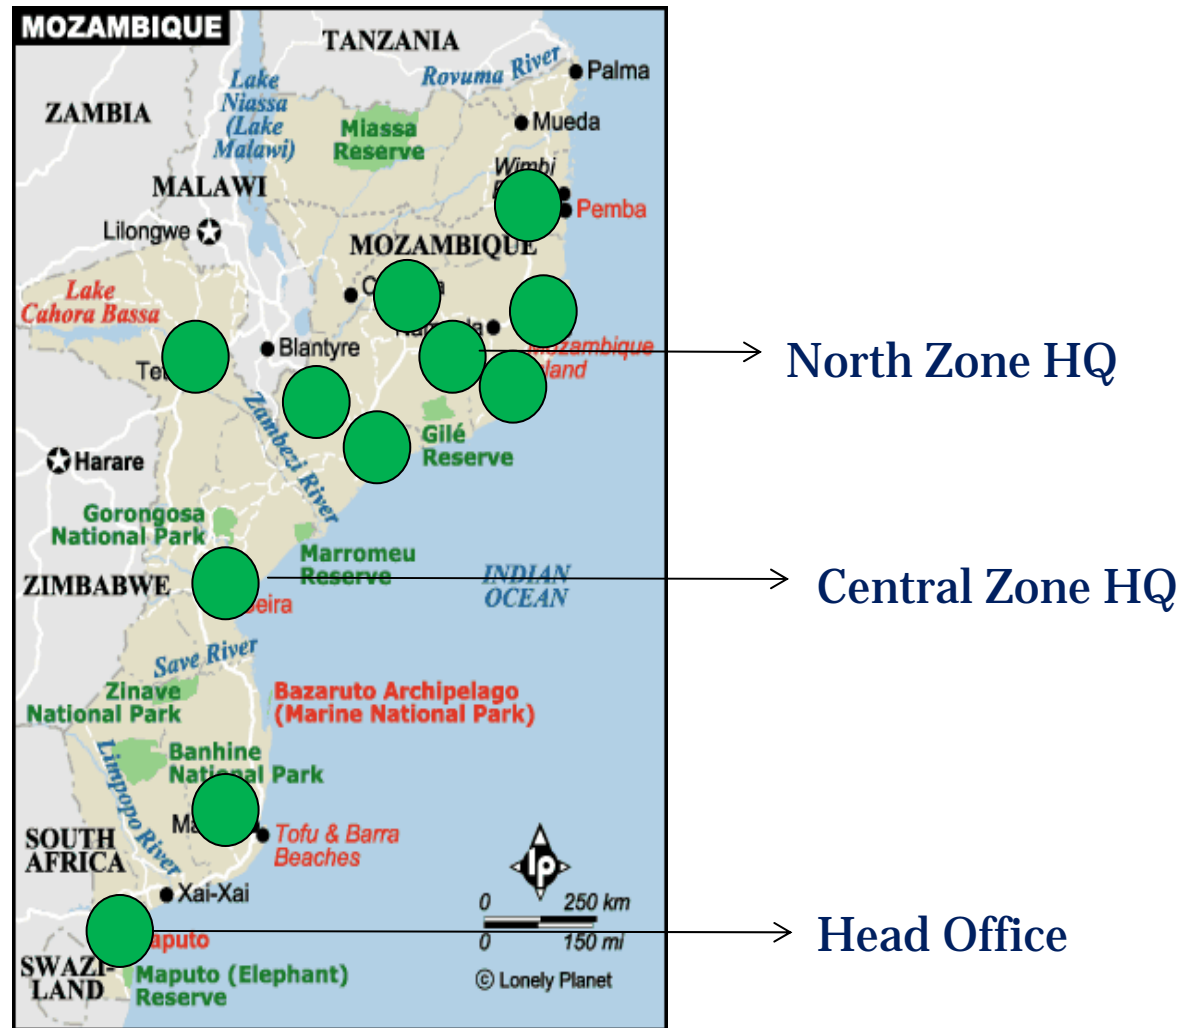 MOZAMBIQUE
TANZANIA
Rovuma River
Palma
Lake
Niassa
(Lake
Malawi)
ZAMBIA
Miassa
Reserve
Mueda
Wimbi
MALAWI
Pemba
Lilongwe
MOZAMBIQUE
Lake
Cahora Bassa
Blantyre
Mozambique
North Zone HQ
Zambezi River
Gilé
Reserve
Harare
Gorongosa
National Park
Marromeu
Reserve
ZIMBABWE
INDIAN
OCEAN
Central Zone HQ
Save River
Zinave
National Park
Bazaruto Archipelago
(Marine National Park)
Limpopo River
Banhine
National Park
SOUTH
AFRICA
Tofu & Barra
Beaches
lp
Xai-Xai
0 250 km
0 150 mi
Head Office
SWAZI-
LAND
Maputo (Elephant)
Reserve
© Lonely Planet